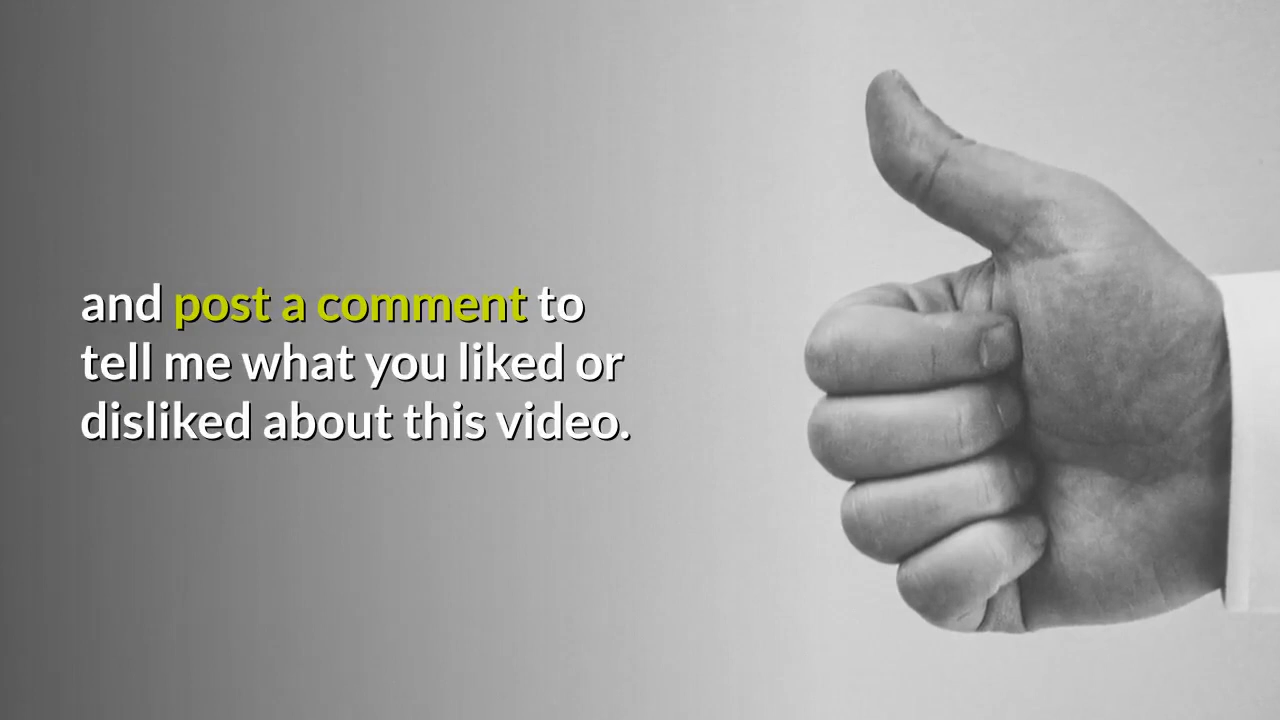 and post a comment to
tell me what you liked or
disliked about this video.